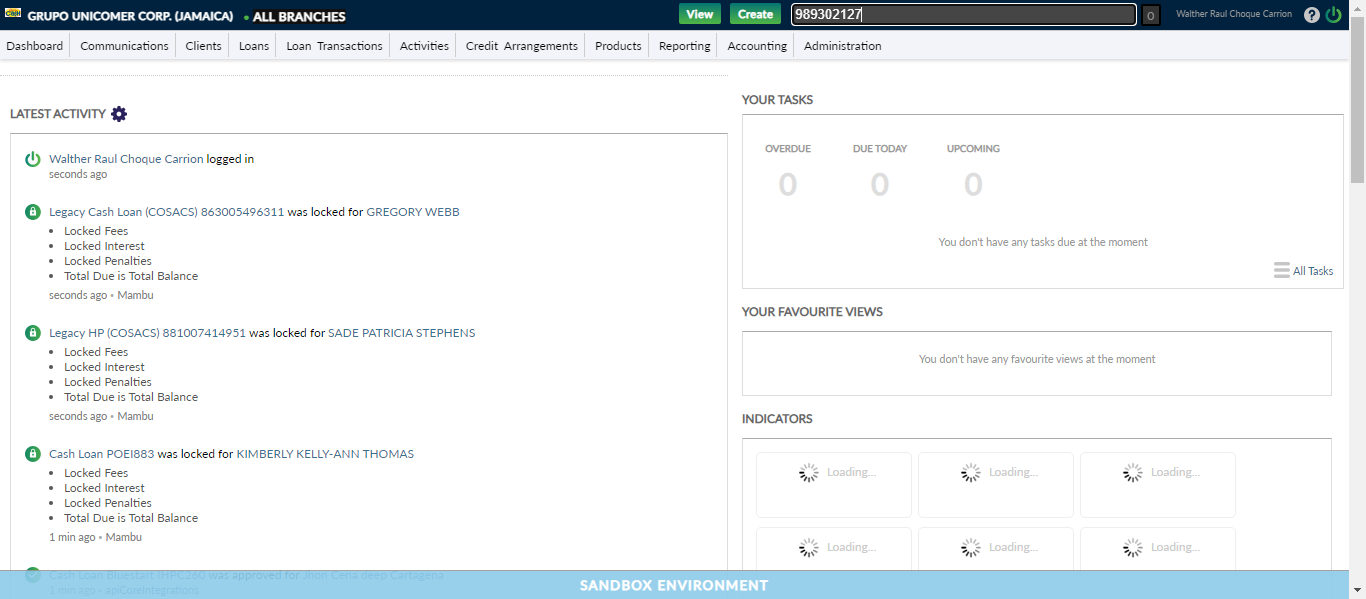 GRUPO UNICOMER CORP. (JAMAICA) • ALL BRANCHES View Create 989302127 0 Walther Raul Choque Carrion ?
Dashboard Communications Clients Loans Loan Transactions Activities Credit Arrangements Products Reporting Accounting Administration
LATEST ACTIVITY
Walther Raul Choque Carrion logged in
seconds ago
Legacy Cash Loan (COSACS) 863005496311 was locked for GREGORY WEBB
• Locked Fees
• Locked Interest
• Locked Penalties
• Total Due is Total Balance
seconds ago • Mambu
Legacy HP (COSACS) 881007414951 was locked for SADE PATRICIA STEPHENS
• Locked Fees
• Locked Interest
• Locked Penalties
• Total Due is Total Balance
seconds ago • Mambu
Cash Loan POEI883 was locked for KIMBERLY KELLY-ANN THOMAS
• Locked Fees
• Locked Interest
• Locked Penalties
• Total Due is Total Balance
1 min ago • Mambu
Cash Loan Bluestart JHPC260 was approved for Jhon Cena deep Cartagena
1 min ago • apiCoreIntegrations
YOUR TASKS
OVERDUE DUE TODAY UPCOMING
0 0 0
You don't have any tasks due at the moment
All Tasks
YOUR FAVOURITE VIEWS
You don't have any favourite views at the moment
INDICATORS
Loading... Loading... Loading...
Loading... Loading... Loading...
SANDBOX ENVIRONMENT